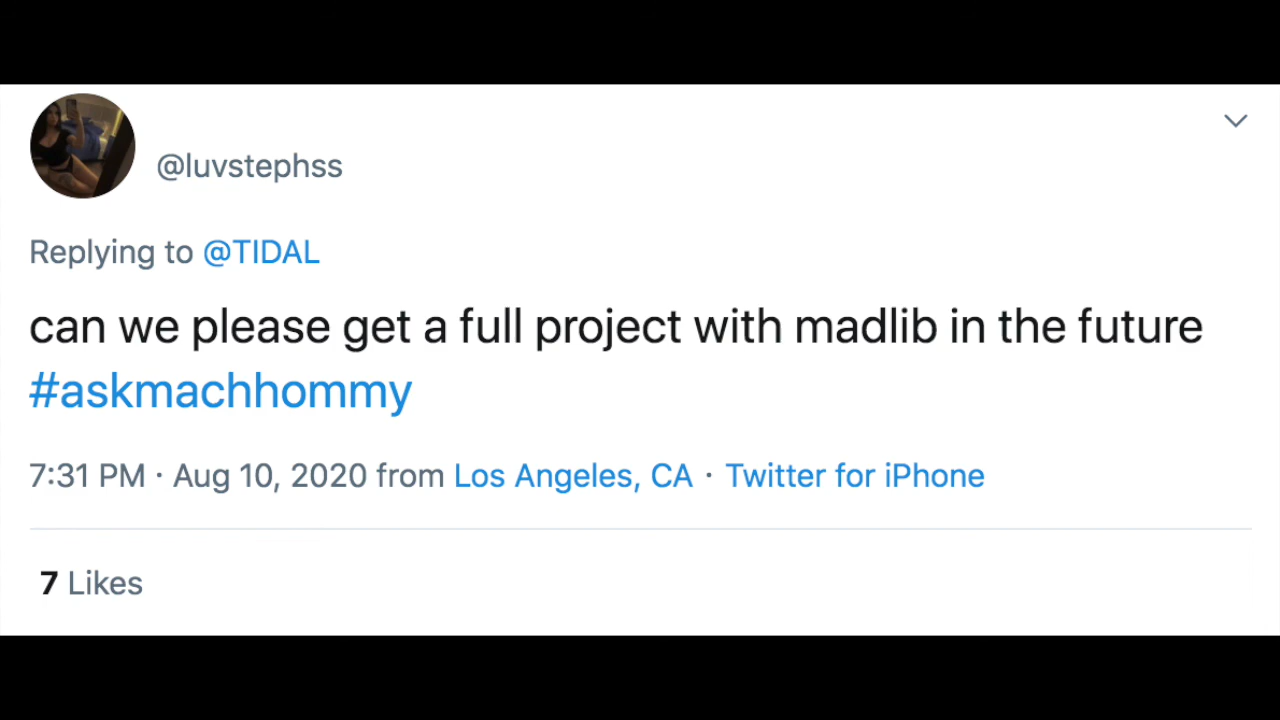 @luvstephss
Replying to @TIDAL
can we please get a full project with madlib in the future
#askmachhommy
7:31 PM · Aug 10, 2020 from Los Angeles, CA · Twitter for iPhone
7 Likes